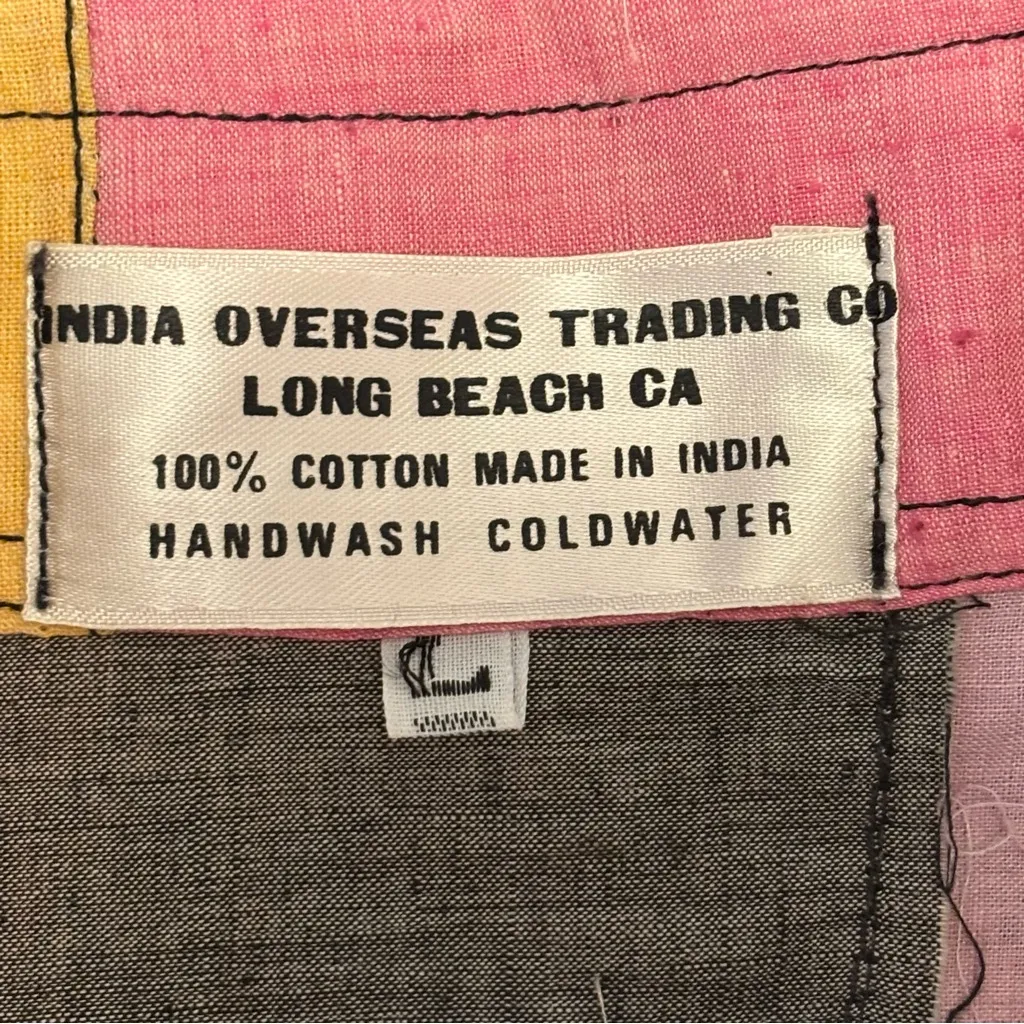 INDIA OVERSEAS TRADING CO
LONG BEACH CA
100% COTTON MADE IN INDIA
HANDWASH COLDWATER
L